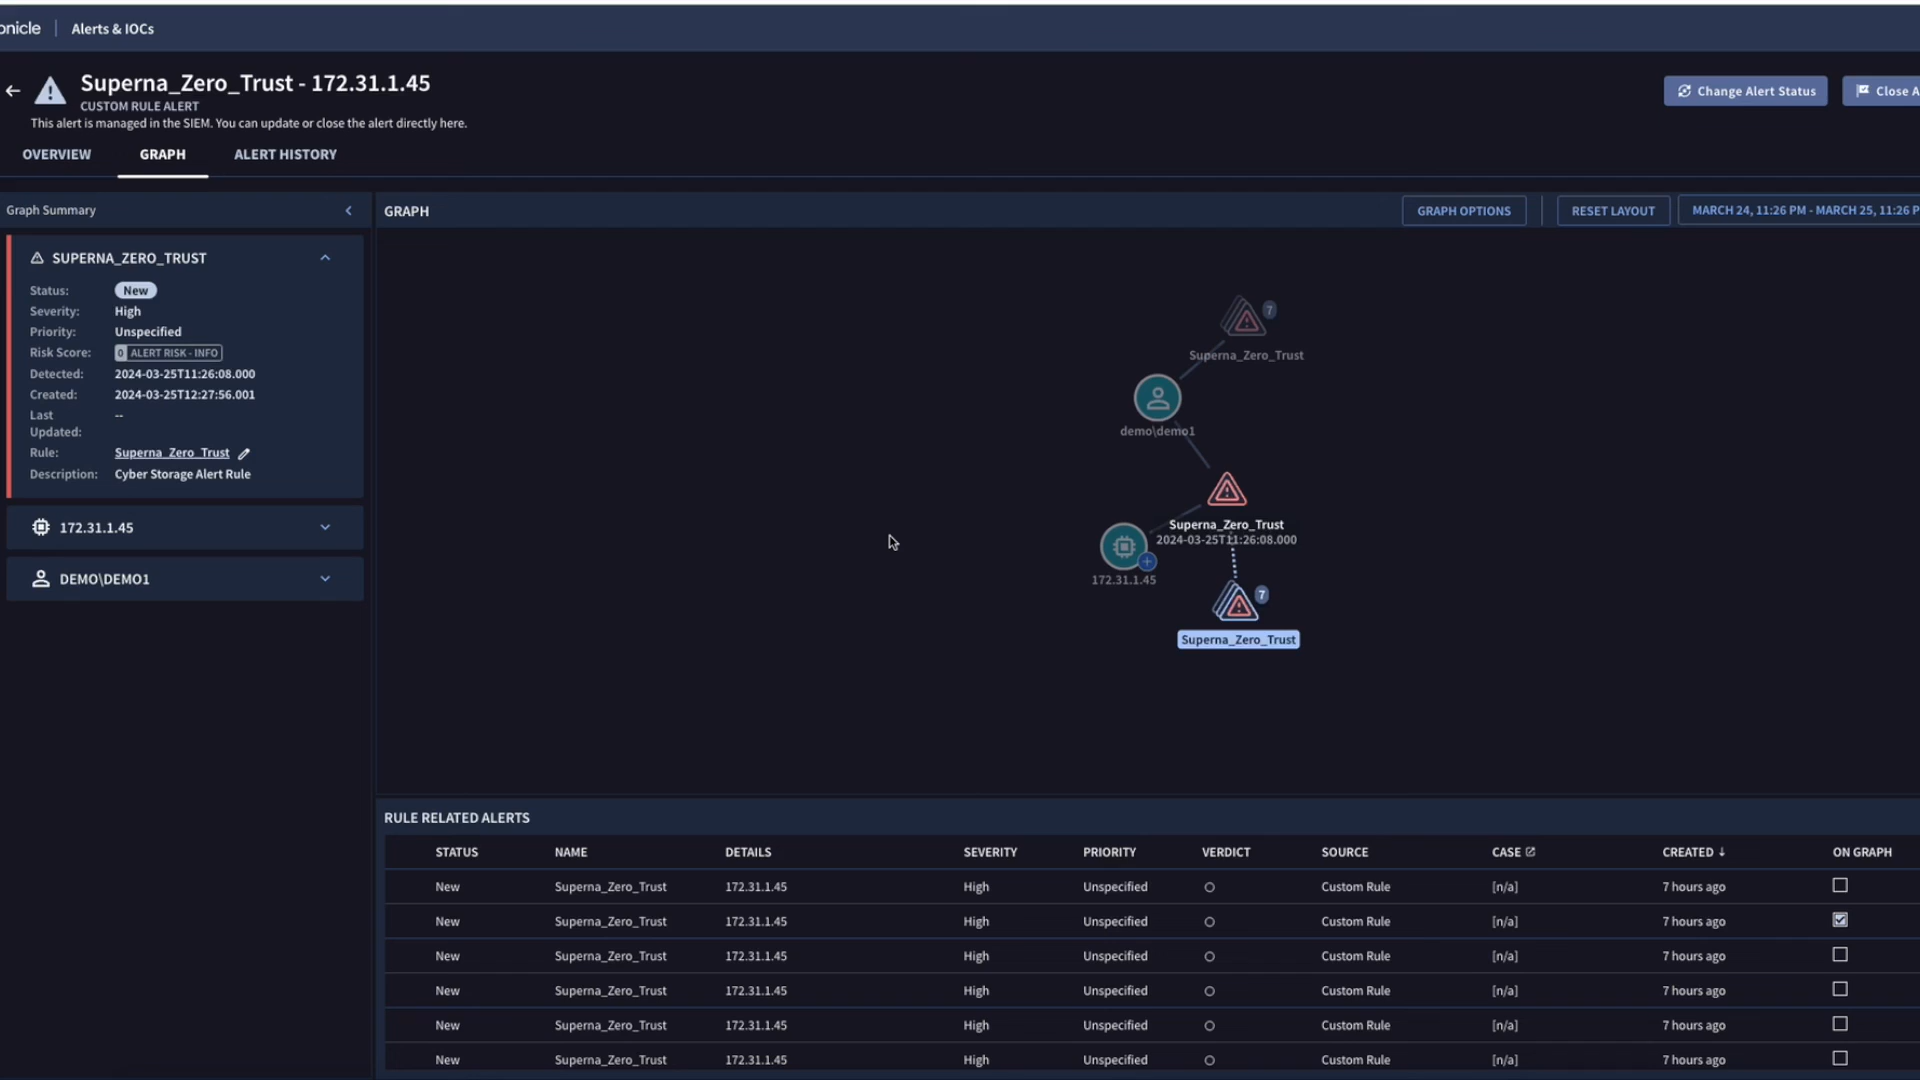 onicle Alerts & IOCs
Superna_Zero_Trust - 172.31.1.45
CUSTOM RULE ALERT
This alert is managed in the SIEM. You can update or close the alert directly here.
Change Alert Status
Close A
OVERVIEW GRAPH ALERT HISTORY
Graph Summary
SUPERNA_ZERO_TRUST
Status: New
Severity: High
Priority: Unspecified
Risk Score: 0 ALERT RISK - INFO
Detected: 2024-03-25T11:26:08.000
Created: 2024-03-25T12:27:56.001
Last --
Updated:
Rule: Superna_Zero_Trust
Description: Cyber Storage Alert Rule
172.31.1.45
DEMO\DEMO1
GRAPH
GRAPH OPTIONS RESET LAYOUT MARCH 24, 11:26 PM - MARCH 25, 11:26 P
7
Superna_Zero_Trust
demo\demo1
Superna_Zero_Trust
2024-03-25T11:26:08.000
172.31.1.45
7
Superna_Zero_Trust
RULE RELATED ALERTS
STATUS NAME DETAILS SEVERITY PRIORITY VERDICT SOURCE CASE CREATED ↓ ON GRAPH
New Superna_Zero_Trust 172.31.1.45 High Unspecified Custom Rule [n/a] 7 hours ago
New Superna_Zero_Trust 172.31.1.45 High Unspecified Custom Rule [n/a] 7 hours ago
New Superna_Zero_Trust 172.31.1.45 High Unspecified Custom Rule [n/a] 7 hours ago
New Superna_Zero_Trust 172.31.1.45 High Unspecified Custom Rule [n/a] 7 hours ago
New Superna_Zero_Trust 172.31.1.45 High Unspecified Custom Rule [n/a] 7 hours ago
New Superna_Zero_Trust 172.31.1.45 High Unspecified Custom Rule [n/a] 7 hours ago